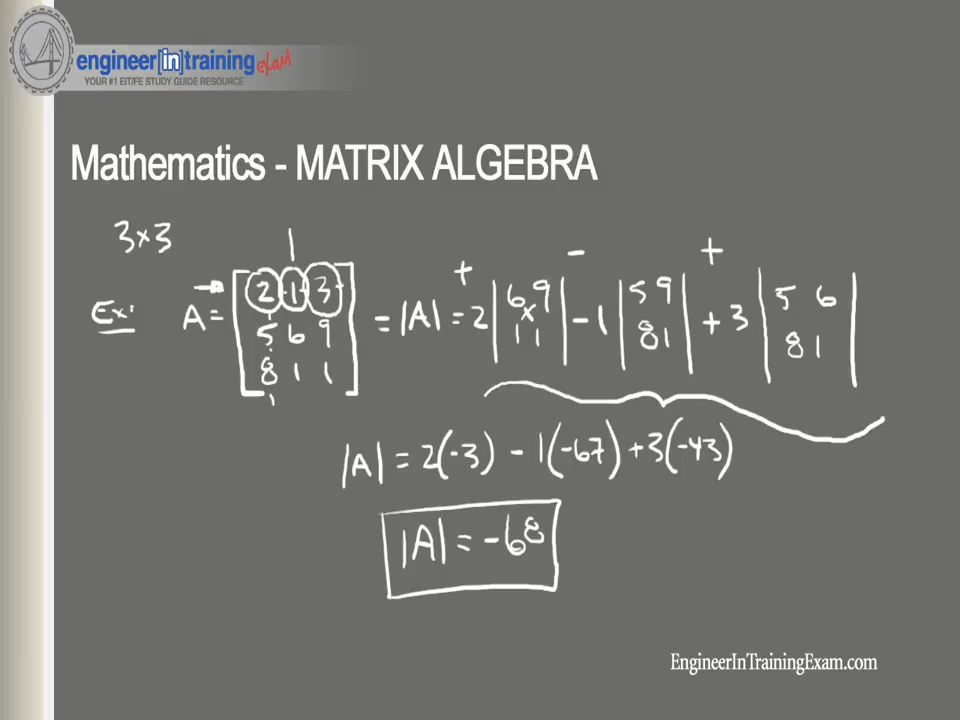 engineer[in]training exam
YOUR #1 EIT/FE STUDY GUIDE RESOURCE
Mathematics - MATRIX ALGEBRA
3×3
Ex: A = [2 1 3; 5 6 9; 8 1 1] = |A| = 2 |6 9; 1 1| - 1 |5 9; 8 1| + 3 |5 6; 8 1|
+ - +
|A| = 2(-3) - 1(-67) + 3(-43)
|A| = -68
EngineerInTrainingExam.com